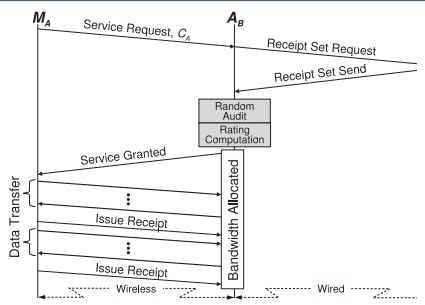 M_A A_B
Service Request, C_A
Receipt Set Request
Receipt Set Send
Random
Audit
Rating
Computation
Service Granted
Data Transfer
Bandwidth Allocated
Issue Receipt
Issue Receipt
Wireless Wired